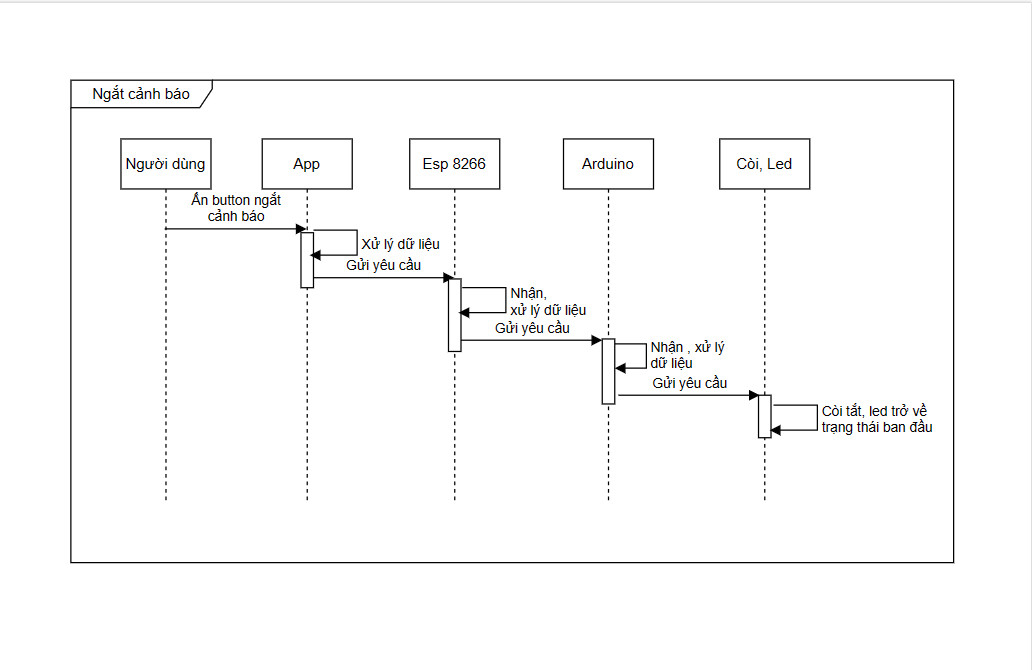 Ngắt cảnh báo
Người dùng
App
Esp 8266
Arduino
Còi, Led
Ấn button ngắt
cảnh báo
Xử lý dữ liệu
Gửi yêu cầu
Nhận,
xử lý dữ liệu
Gửi yêu cầu
Nhận , xử lý
dữ liệu
Gửi yêu cầu
Còi tắt, led trở về
trạng thái ban đầu